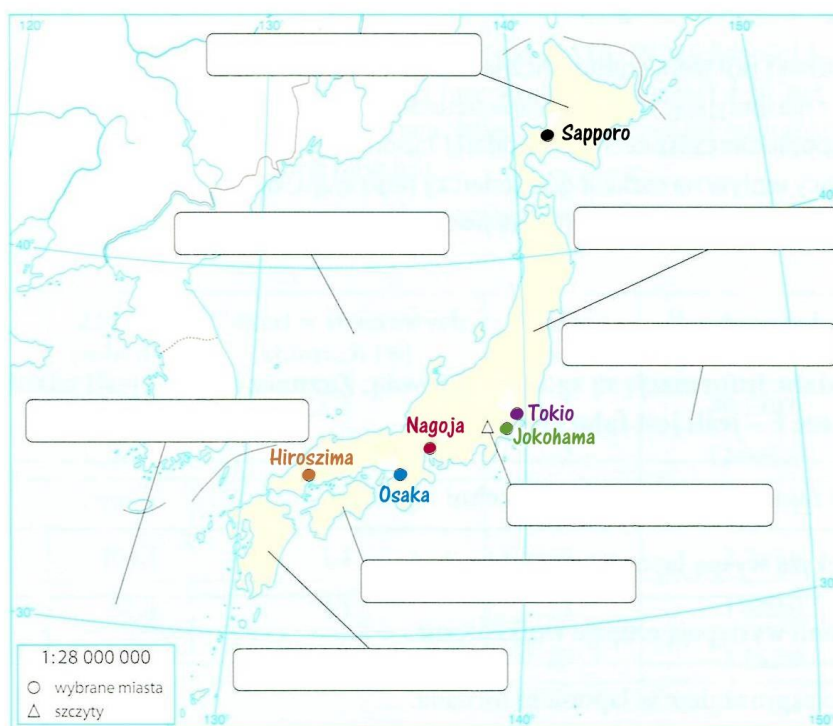 120°
130°
140°
150°
Sapporo
40°
40°
Tokio
Nagoja
Jokohama
Hiroszima
Osaka
30°
30°
1:28 000 000
wybrane miasta
szczyty
130°
140°
150°